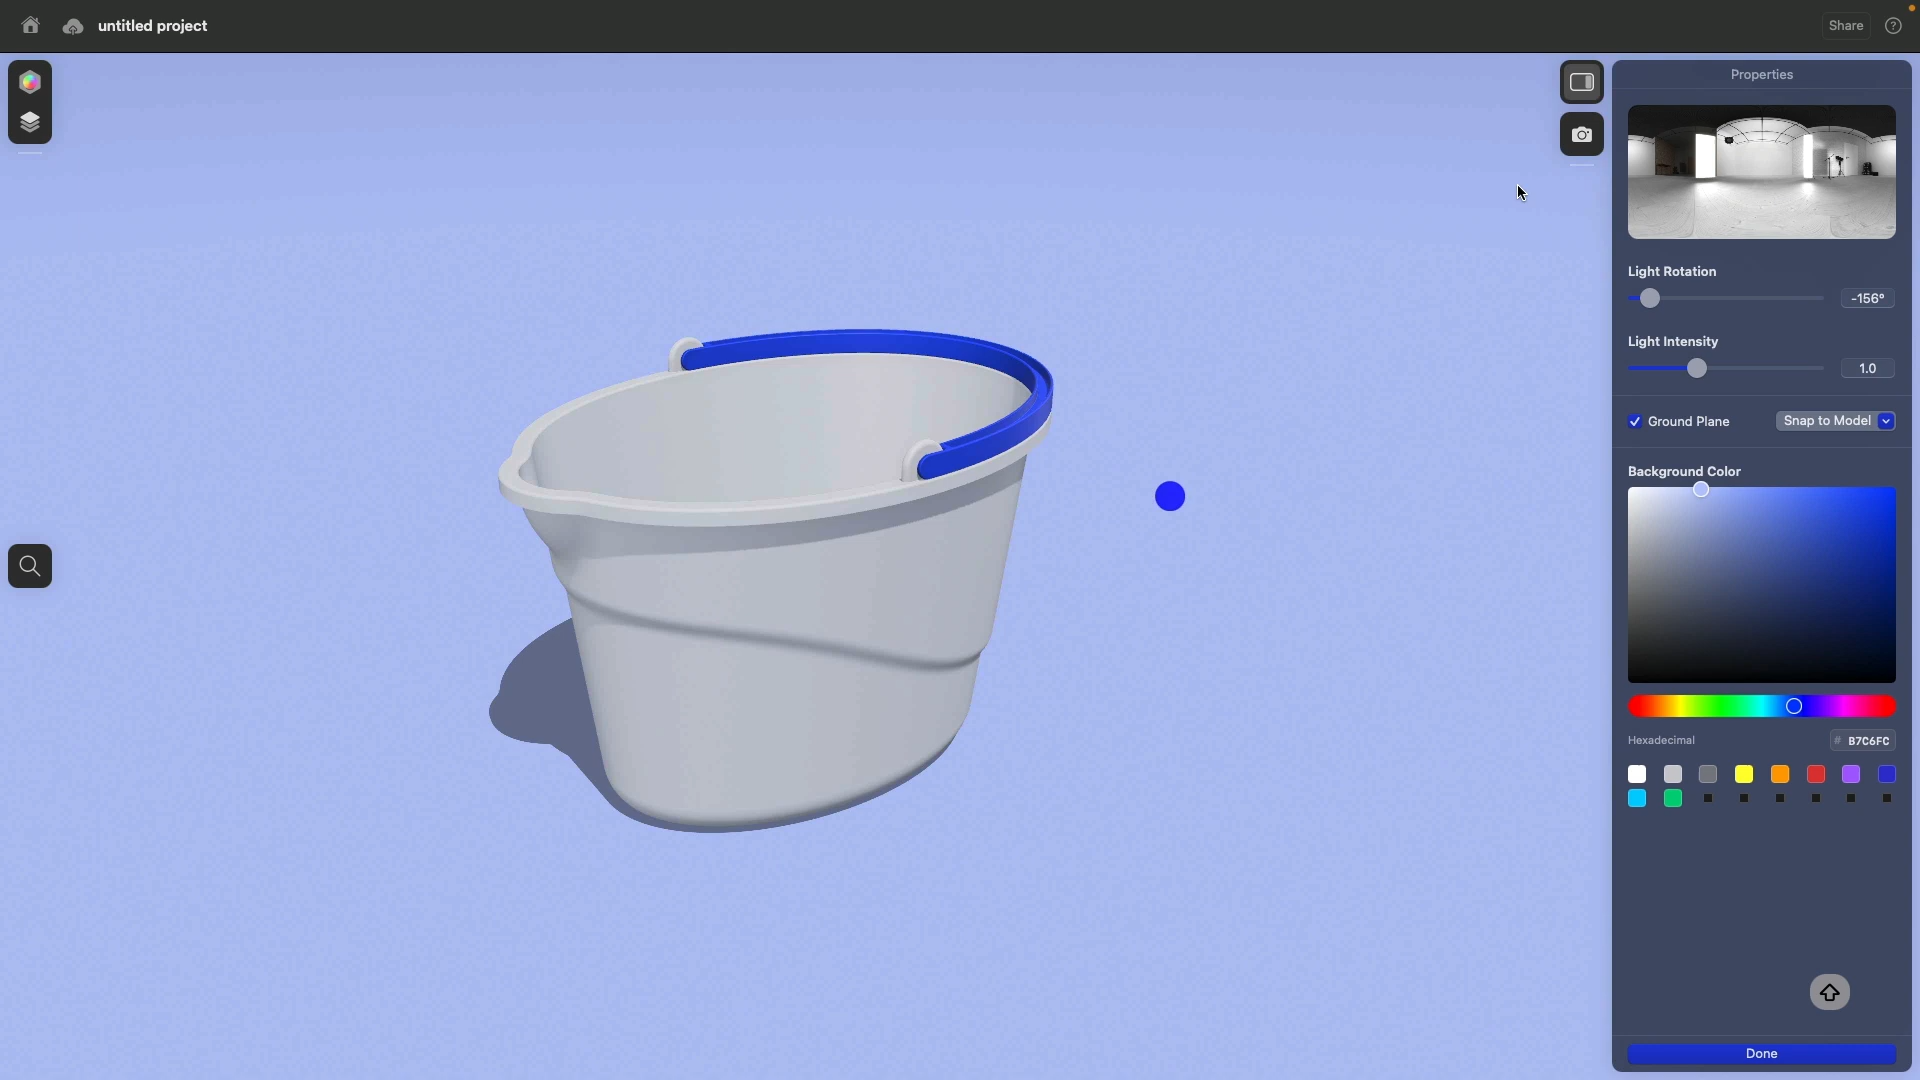 untitled project
Share
Properties
Light Rotation
-156°
Light Intensity
1.0
Ground Plane
Snap to Model
Background Color
Hexadecimal
# B7C6FC
Done